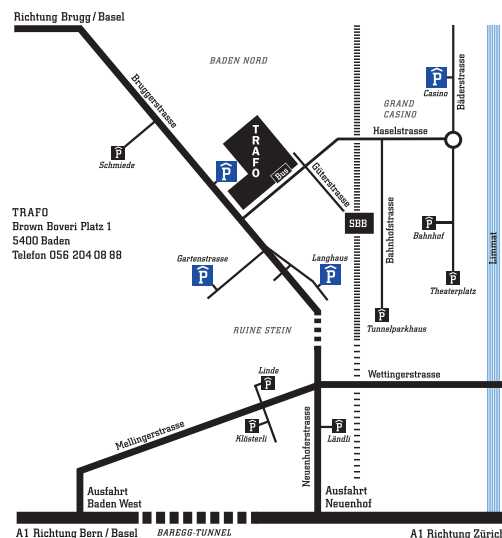 Richtung Brugg / Basel
BADEN NORD
Bruggerstrasse
Casino
GRAND
CASINO
Bäderstrasse
Haselstrasse
TRAFO
Bus
Güterstrasse
Schmiede
SBB
Bahnhofstrasse
Bahnhof
Limmat
TRAFO
Brown Boveri Platz 1
5400 Baden
Telefon 056 204 08 88
Gartenstrasse
Langhaus
Theaterplatz
Tunnelparkhaus
RUINE STEIN
Linde
Wettingerstrasse
Mellingerstrasse
Klösterli
Neuenhoferstrasse
Ländli
Ausfahrt
Baden West
Ausfahrt
Neuenhof
A1 Richtung Bern / Basel
BAREGG-TUNNEL
A1 Richtung Züric
P
P
P
P
P
P
P
P
P
P
P